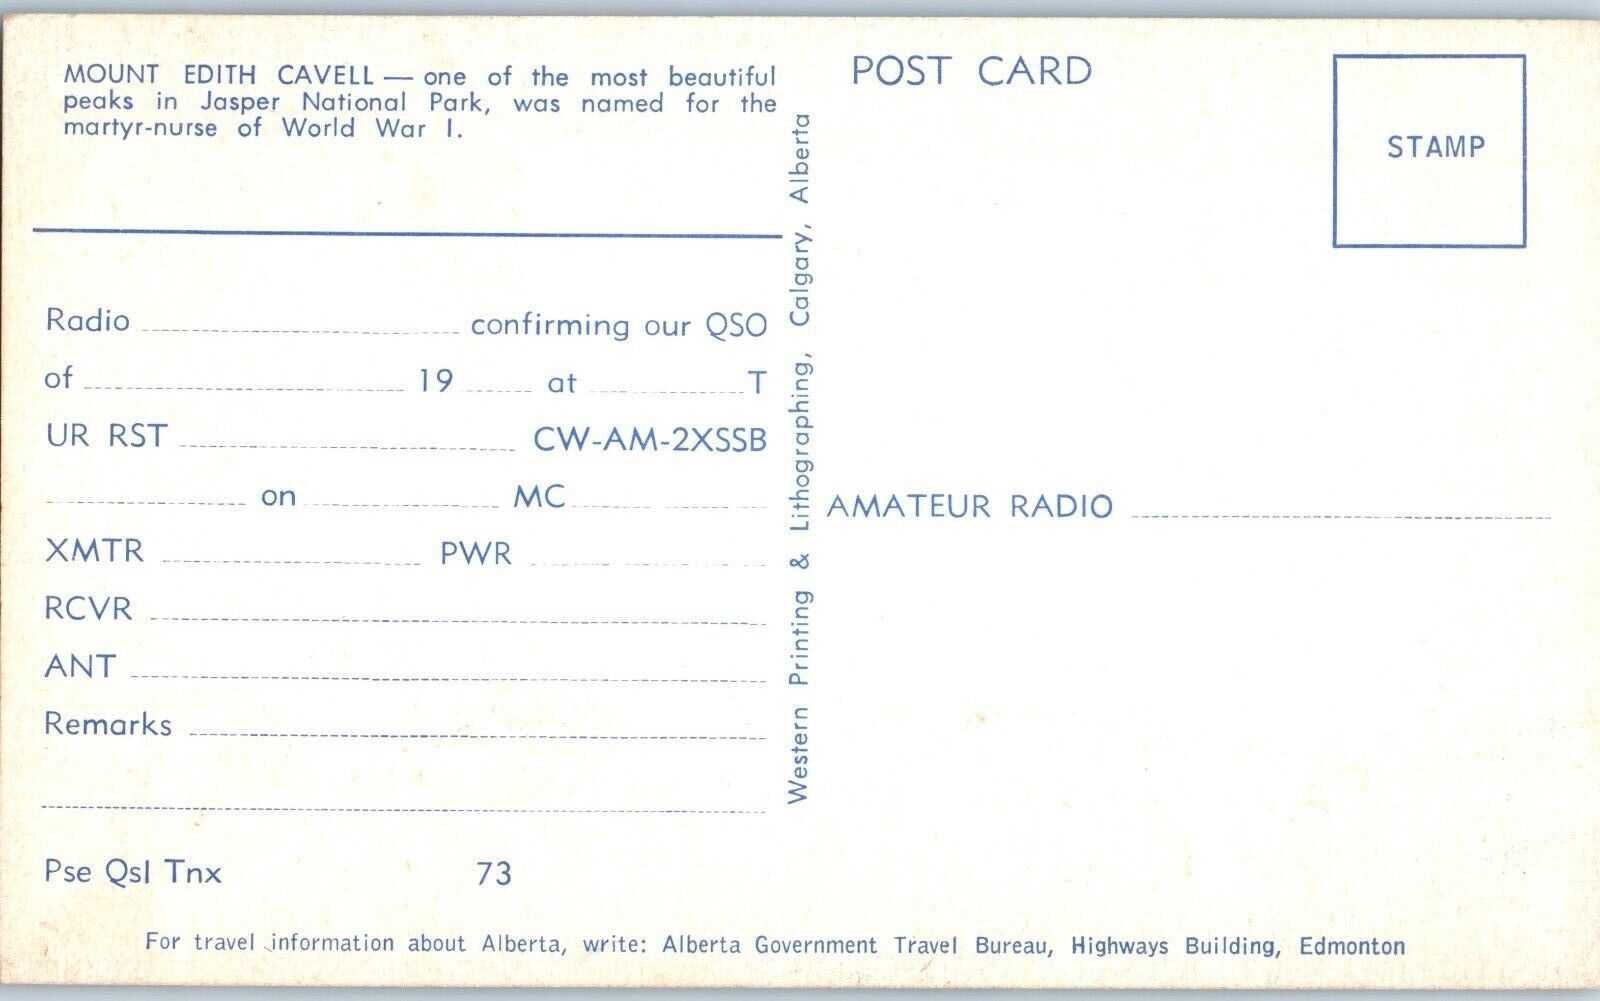 MOUNT EDITH CAVELL — one of the most beautiful
peaks in Jasper National Park, was named for the
martyr-nurse of World War I.
Radio confirming our QSO
of 19 at T
UR RST CW-AM-2XSSB
on MC
XMTR PWR
RCVR
ANT
Remarks
Pse Qsl Tnx 73
Western Printing & Lithographing, Calgary, Alberta
POST CARD
STAMP
AMATEUR RADIO
For travel information about Alberta, write: Alberta Government Travel Bureau, Highways Building, Edmonton